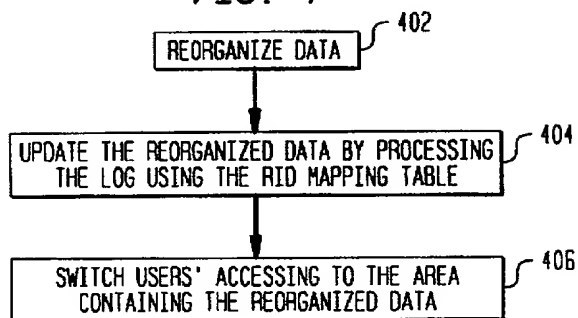 402
REORGANIZE DATA
404
UPDATE THE REORGANIZED DATA BY PROCESSING
THE LOG USING THE RID MAPPING TABLE
406
SWITCH USERS' ACCESSING TO THE AREA
CONTAINING THE REORGANIZED DATA